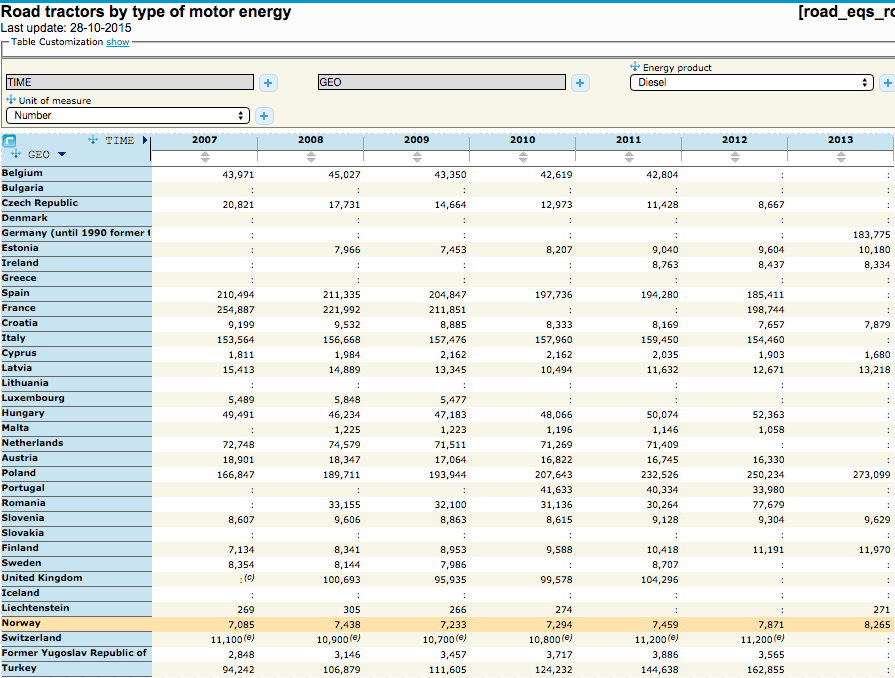 Road tractors by type of motor energy [road_eqs_ro
Last update: 28-10-2015
Table Customization show
Energy product
TIME + GEO + Diesel +
Unit of measure
Number +
TIME 2007 2008 2009 2010 2011 2012 2013
GEO
Belgium 43,971 45,027 43,350 42,619 42,804 : :
Bulgaria : : : : : : :
Czech Republic 20,821 17,731 14,664 12,973 11,428 8,667 :
Denmark : : : : : : :
Germany (until 1990 former t : : : : : : 183,775
Estonia : 7,966 7,453 8,207 9,040 9,604 10,180
Ireland : : : : 8,763 8,437 8,334
Greece : : : : : : :
Spain 210,494 211,335 204,847 197,736 194,280 185,411 :
France 254,887 221,992 211,851 : : 198,744 :
Croatia 9,199 9,532 8,885 8,333 8,169 7,657 7,879
Italy 153,564 156,668 157,476 157,960 159,450 154,460 :
Cyprus 1,811 1,984 2,162 2,162 2,035 1,903 1,680
Latvia 15,413 14,889 13,345 10,494 11,632 12,671 13,218
Lithuania : : : : : : :
Luxembourg 5,489 5,848 5,477 : : : :
Hungary 49,491 46,234 47,183 48,066 50,074 52,363 :
Malta : 1,225 1,223 1,196 1,146 1,058 :
Netherlands 72,748 74,579 71,511 71,269 71,409 : :
Austria 18,901 18,347 17,064 16,822 16,745 16,330 :
Poland 166,847 189,711 193,944 207,643 232,526 250,234 273,099
Portugal : : : 41,633 40,334 33,980 :
Romania : 33,155 32,100 31,136 30,264 77,679 :
Slovenia 8,607 9,606 8,863 8,615 9,128 9,304 9,629
Slovakia : : : : : : :
Finland 7,134 8,341 8,953 9,588 10,418 11,191 11,970
Sweden 8,354 8,144 7,986 : 8,707 : :
United Kingdom :(c) 100,693 95,935 99,578 104,296 : :
Iceland : : : : : : :
Liechtenstein 269 305 266 274 : : 271
Norway 7,085 7,438 7,233 7,294 7,459 7,871 8,265
Switzerland 11,100(e) 10,900(e) 10,700(e) 10,800(e) 11,200(e) 11,200(e) :
Former Yugoslav Republic of 2,848 3,146 3,457 3,717 3,886 3,565 :
Turkey 94,242 106,879 111,605 124,232 144,638 162,855 :